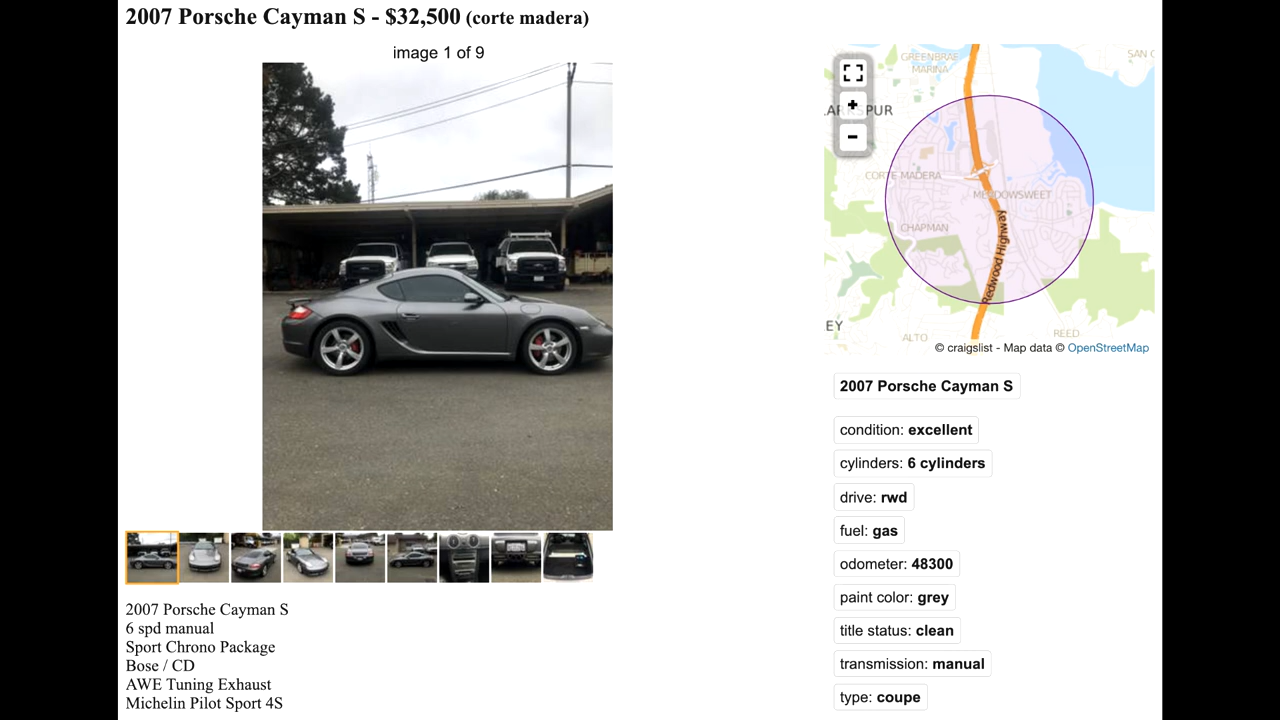 2007 Porsche Cayman S - $32,500 (corte madera)
image 1 of 9
2007 Porsche Cayman S
6 spd manual
Sport Chrono Package
Bose / CD
AWE Tuning Exhaust
Michelin Pilot Sport 4S
GREENBRAE
MARINA
SAN
ARKSPUR
CORTE MADERA
MEADOWSWEET
CHAPMAN
Redwood Highway
EY
ALTO
REED
+
-
© craigslist - Map data © OpenStreetMap
2007 Porsche Cayman S
condition: excellent
cylinders: 6 cylinders
drive: rwd
fuel: gas
odometer: 48300
paint color: grey
title status: clean
transmission: manual
type: coupe